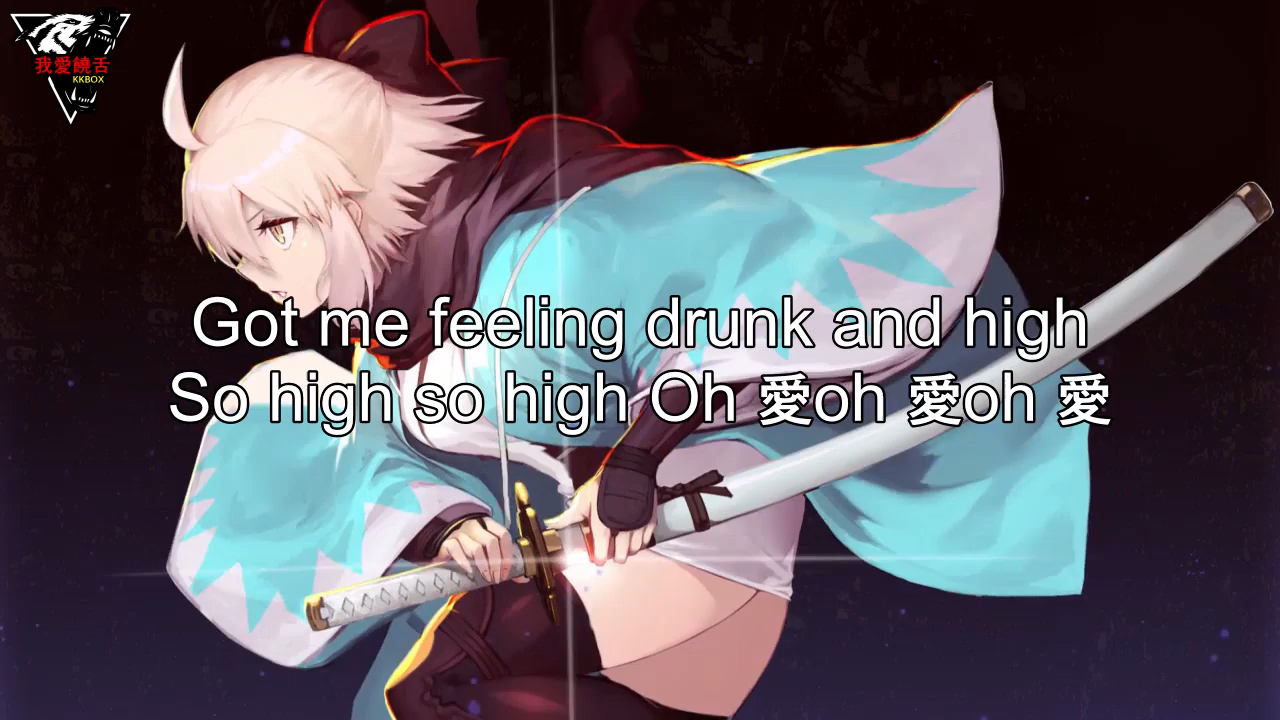 我愛饒舌
KKBOX
Got me feeling drunk and high
So high so high Oh 愛oh 愛oh 愛